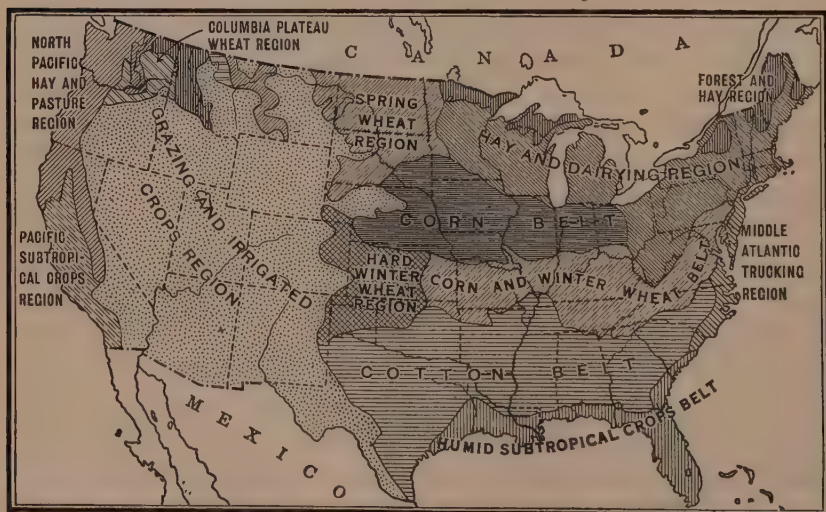 COLUMBIA PLATEAU
WHEAT REGION
NORTH
PACIFIC
HAY AND
PASTURE
REGION
CANADA
FOREST AND
HAY REGION
SPRING
WHEAT
REGION
HAY AND DAIRYING REGION
GRAZING AND IRRIGATED
CROPS REGION
CORN BELT
PACIFIC
SUBTROPI-
CAL CROPS
REGION
HARD
WINTER
WHEAT
REGION
CORN AND WINTER WHEAT BELT
MIDDLE
ATLANTIC
TRUCKING
REGION
COTTON BELT
MEXICO
HUMID SUBTROPICAL CROPS BELT